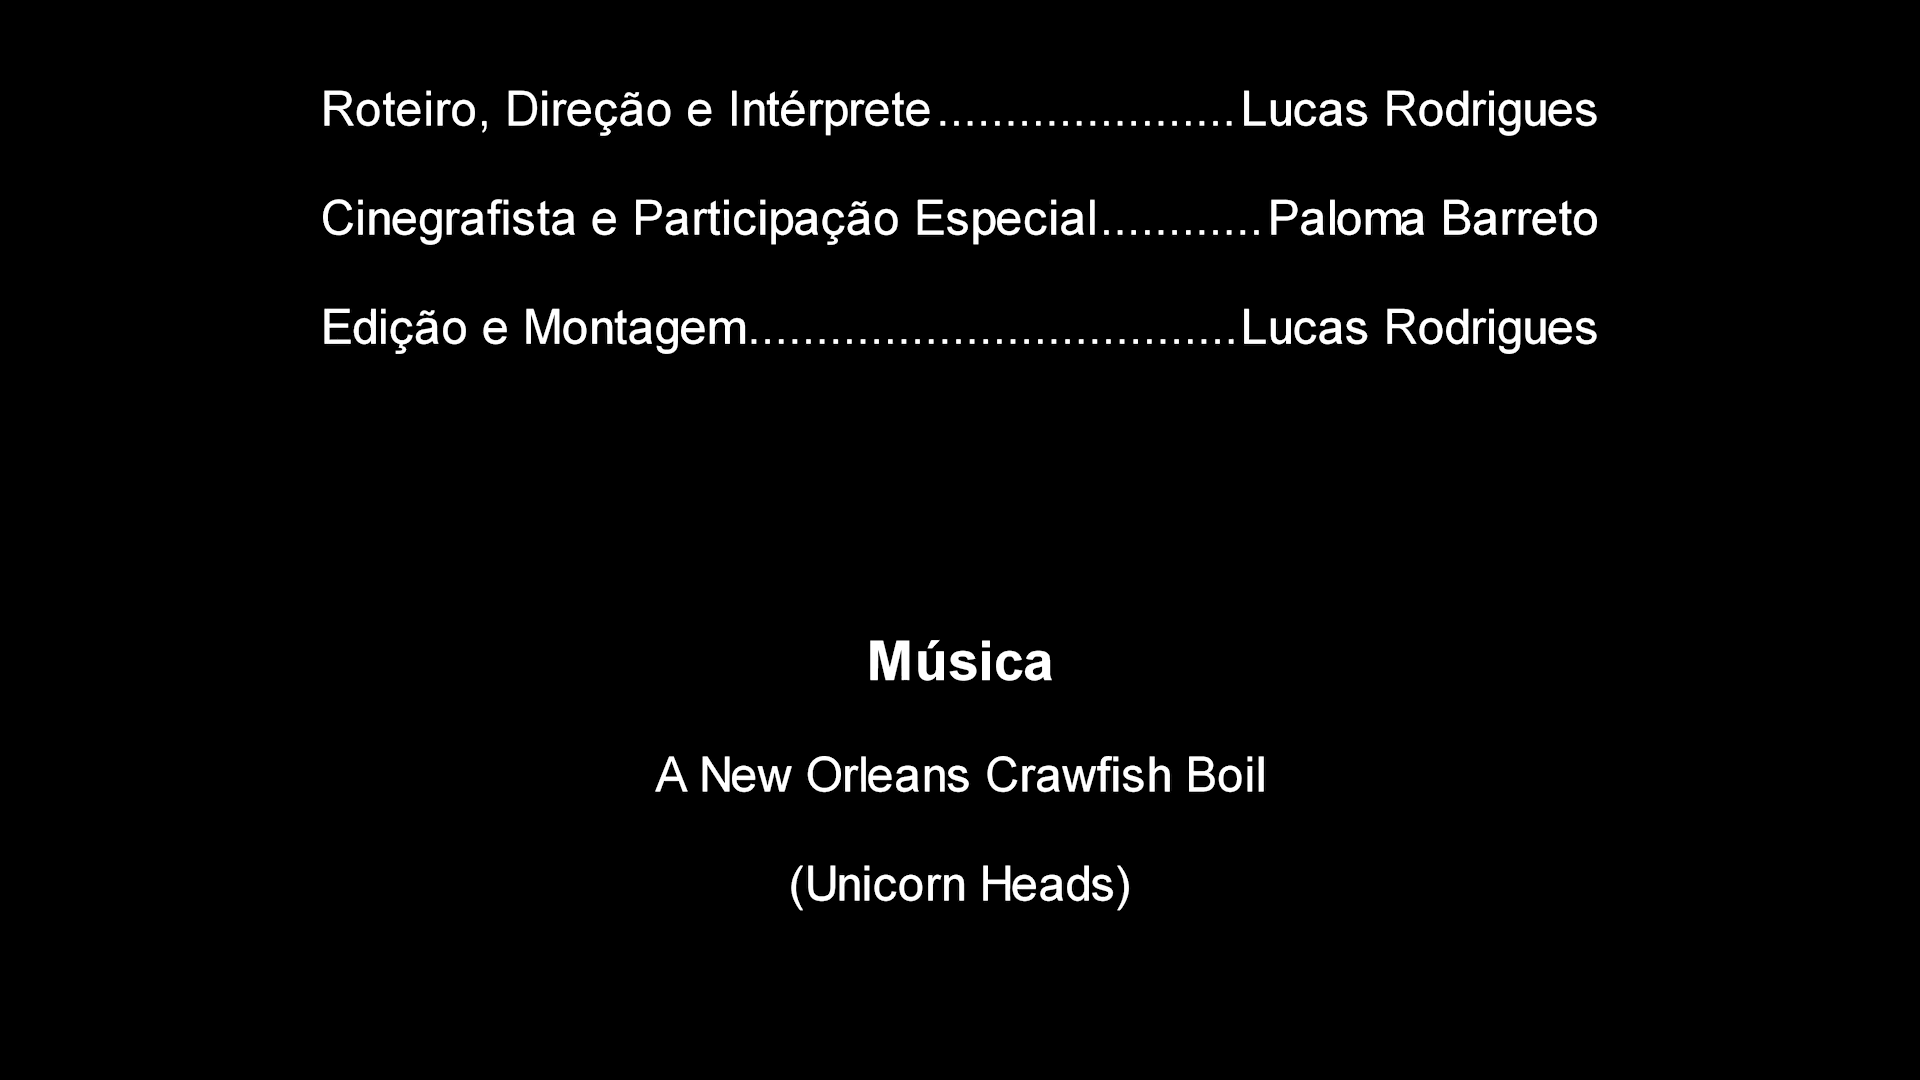 Roteiro, Direção e Intérprete......................Lucas Rodrigues
Cinegrafista e Participação Especial............Paloma Barreto
Edição e Montagem....................................Lucas Rodrigues
Música
A New Orleans Crawfish Boil
(Unicorn Heads)